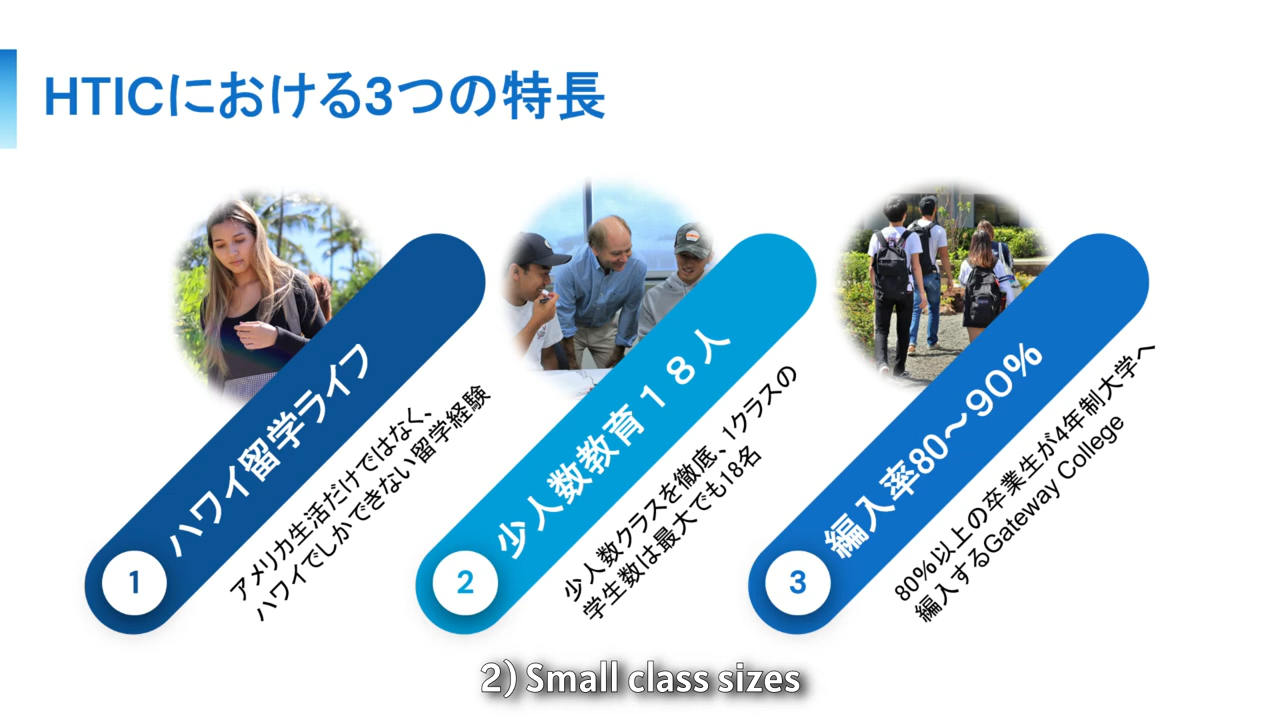 HTICにおける3つの特長
ハワイ留学ライフ
1
アメリカ生活だけではなく、
ハワイでしかできない留学経験
少人数教育１８人
2
少人数クラスを徹底、1クラスの
学生数は最大でも18名
編入率80～90%
3
80%以上の卒業生が4年制大学へ
編入するGateway College
2) Small class sizes